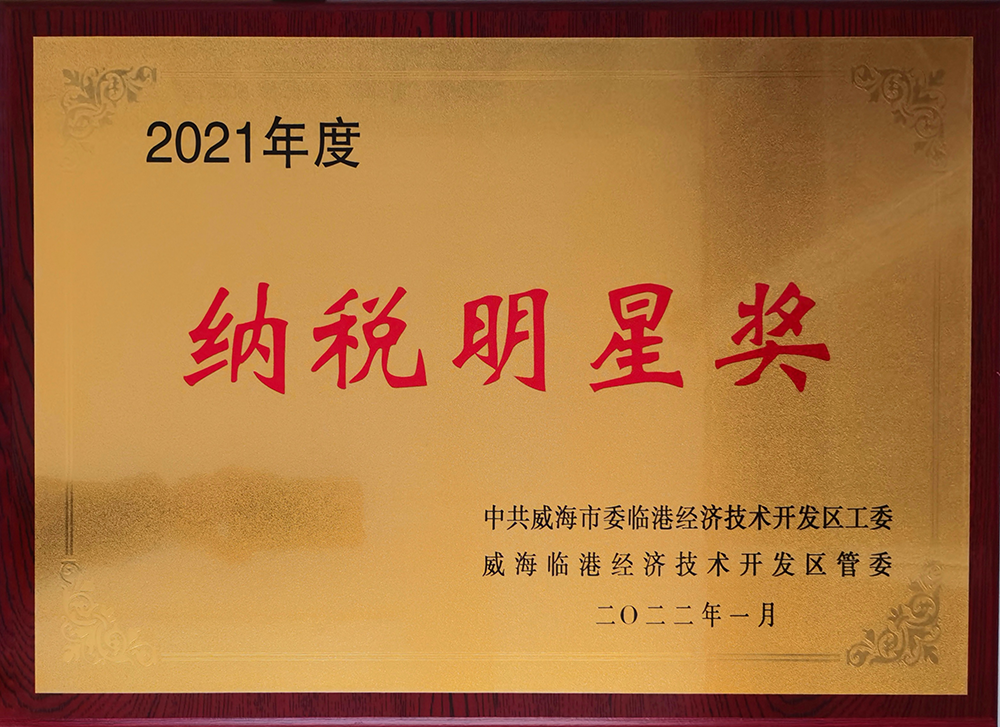 2021年度
纳税明星奖
中共威海市委临港经济技术开发区工委
威海临港经济技术开发区管委
二〇二二年一月